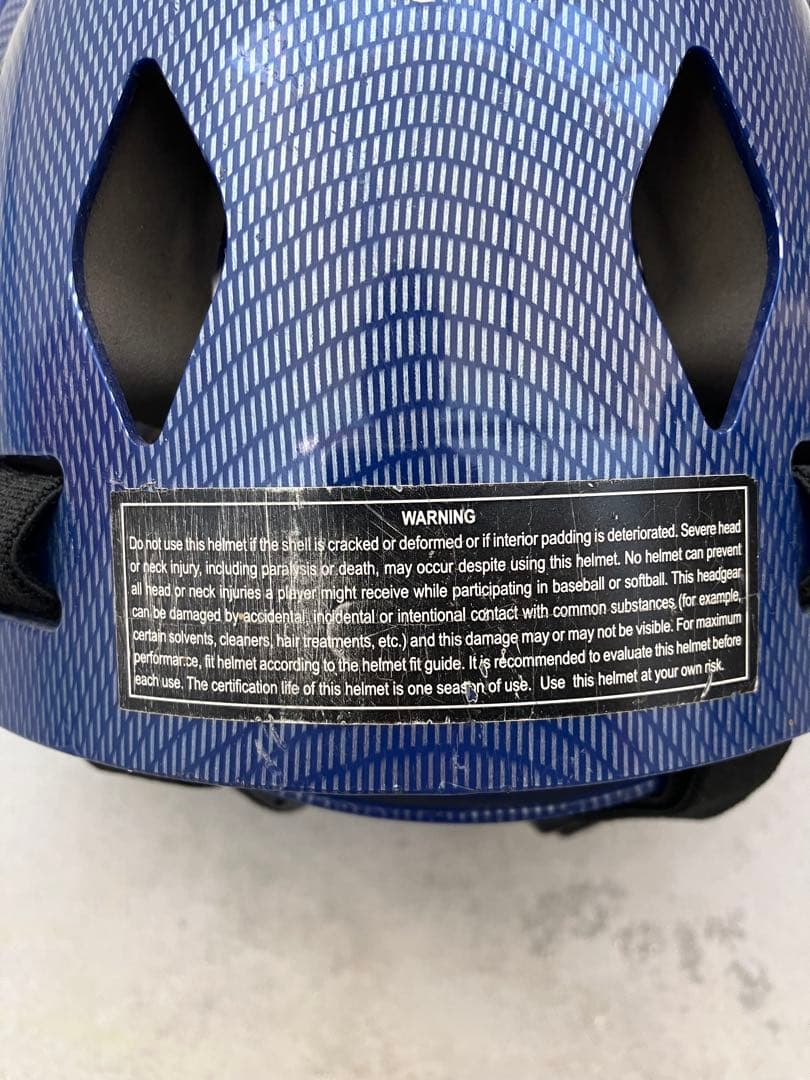 WARNING
Do not use this helmet if the shell is cracked or deformed or if interior padding is deteriorated. Severe head
or neck injury, including paralysis or death, may occur despite using this helmet. No helmet can prevent
all head or neck injuries a player might receive while participating in baseball or softball. This headgear
can be damaged by accidental, incidental or intentional contact with common substances (for example,
certain solvents, cleaners, hair treatments, etc.) and this damage may or may not be visible. For maximum
performance, fit helmet according to the helmet fit guide. It is recommended to evaluate this helmet before
each use. The certification life of this helmet is one season of use. Use this helmet at your own risk.